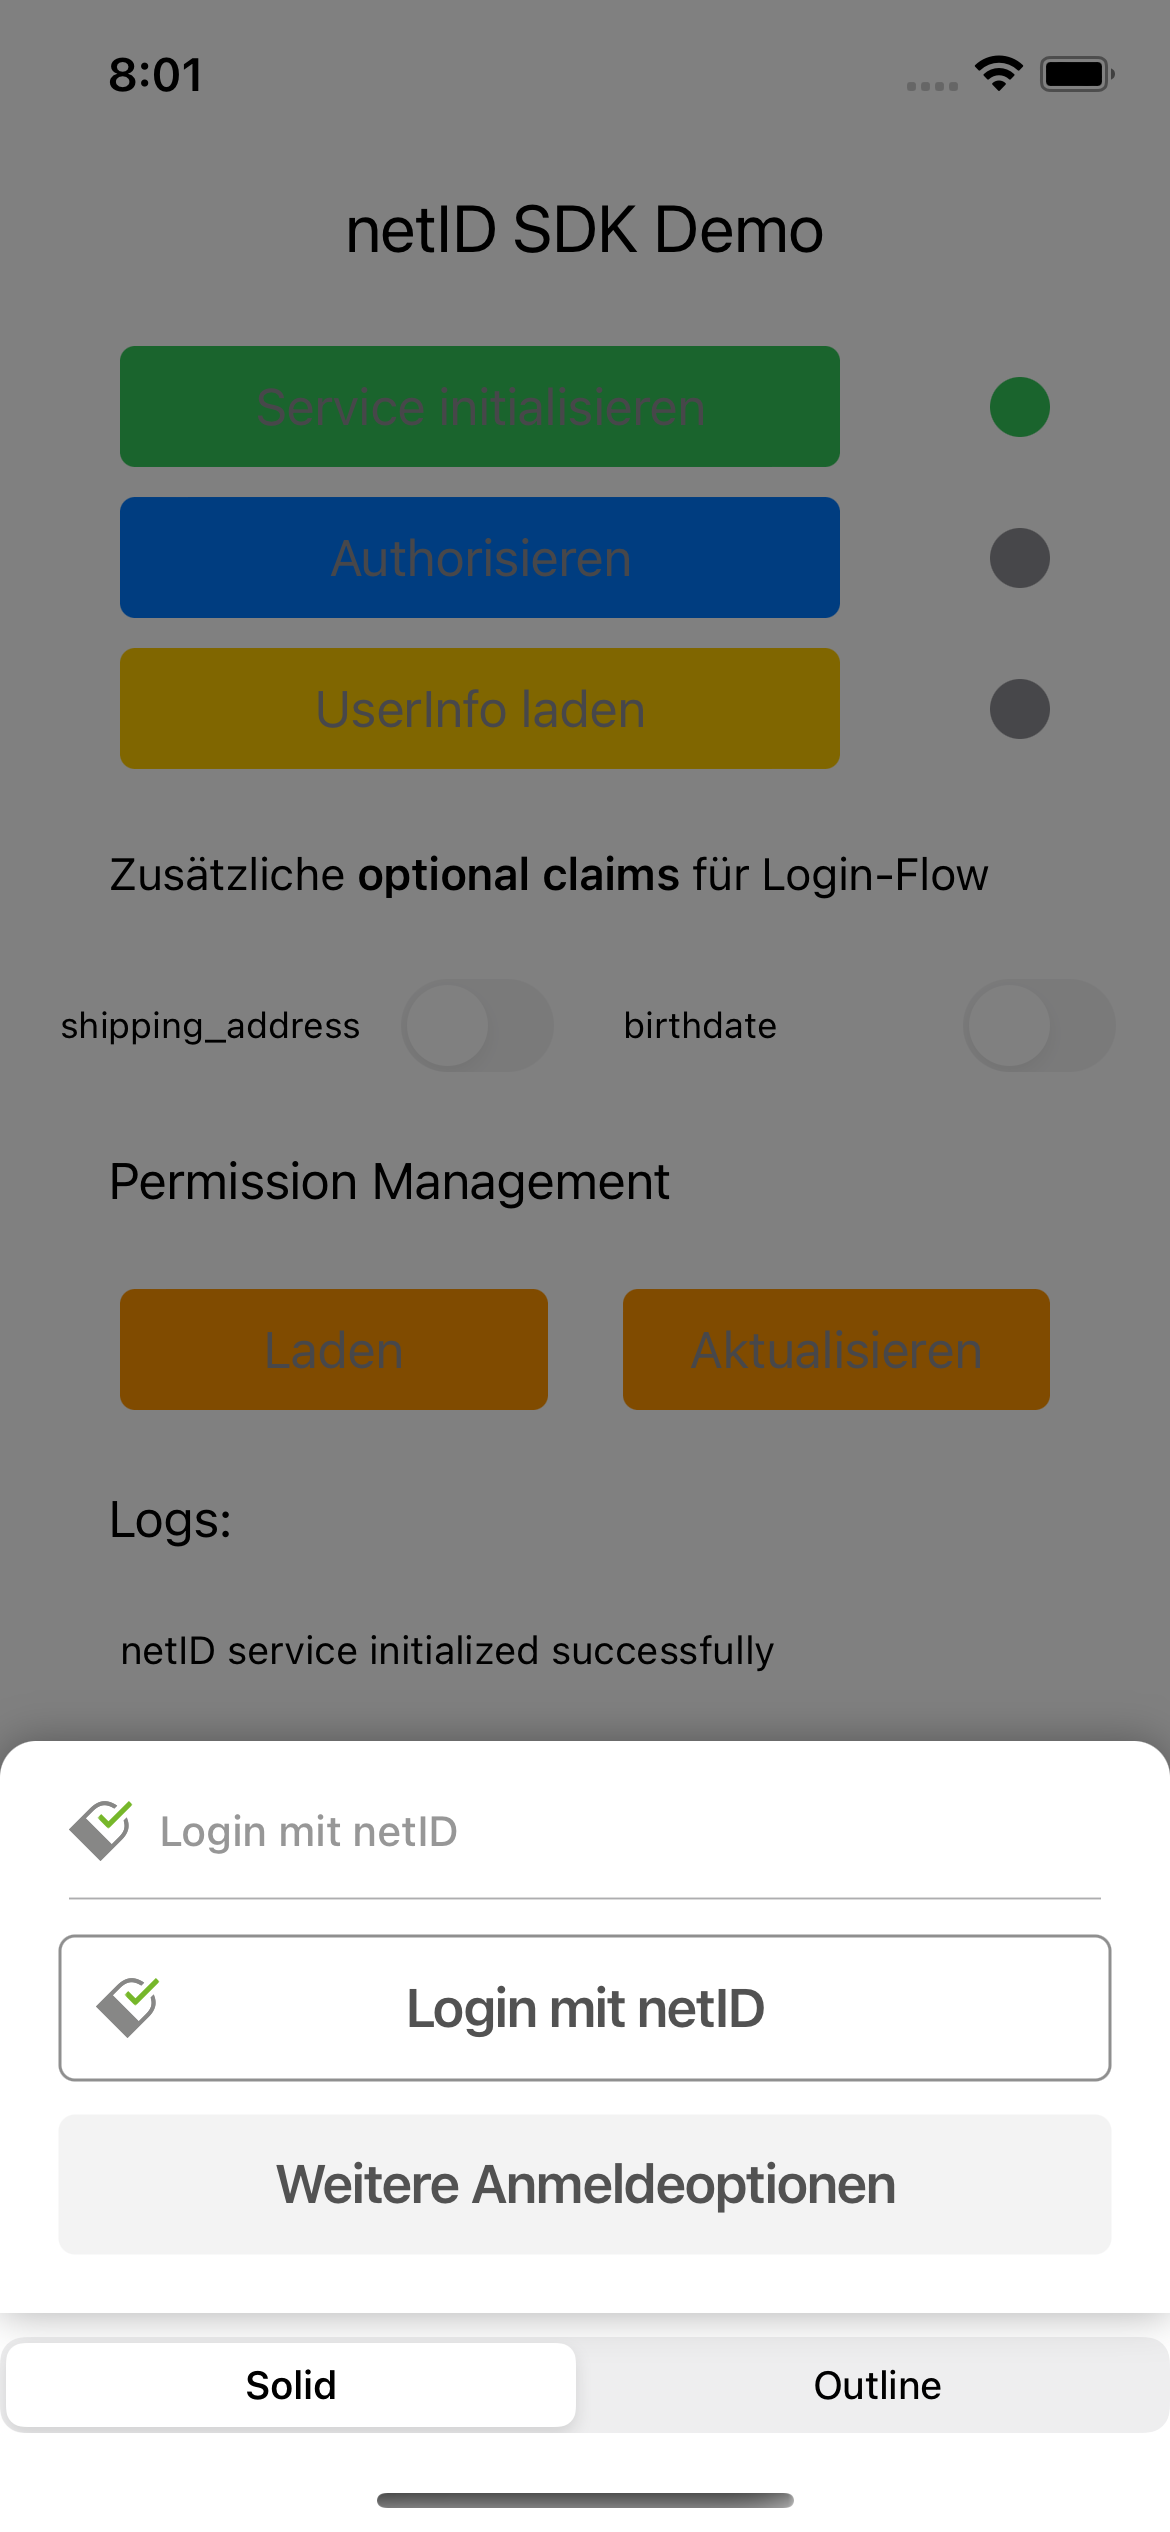 8:01
netID SDK Demo
Service initialisieren
Authorisieren
UserInfo laden
Zusätzliche optional claims für Login-Flow
shipping_address birthdate
Permission Management
Laden Aktualisieren
Logs:
netID service initialized successfully
Login mit netID
Login mit netID
Weitere Anmeldeoptionen
Solid Outline